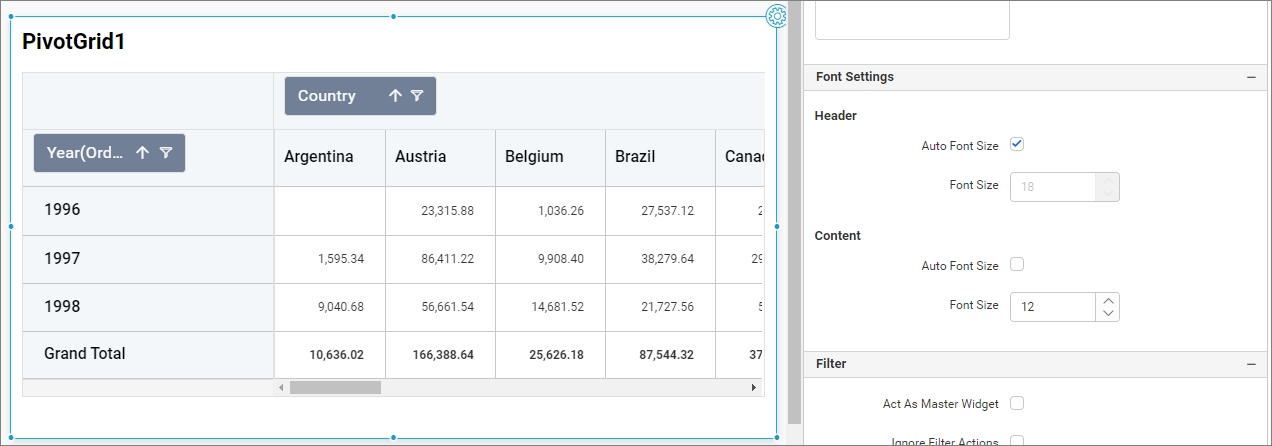 PivotGrid1
Country
Year(Ord...
Argentina Austria Belgium Brazil Canac
1996 23,315.88 1,036.26 27,537.12 2
1997 1,595.34 86,411.22 9,908.40 38,279.64 29
1998 9,040.68 56,661.54 14,681.52 21,727.56 5
Grand Total 10,636.02 166,388.64 25,626.18 87,544.32 37
Font Settings
Header
Auto Font Size
Font Size 18
Content
Auto Font Size
Font Size 12
Filter
Act As Master Widget
Ignore Filter Actions